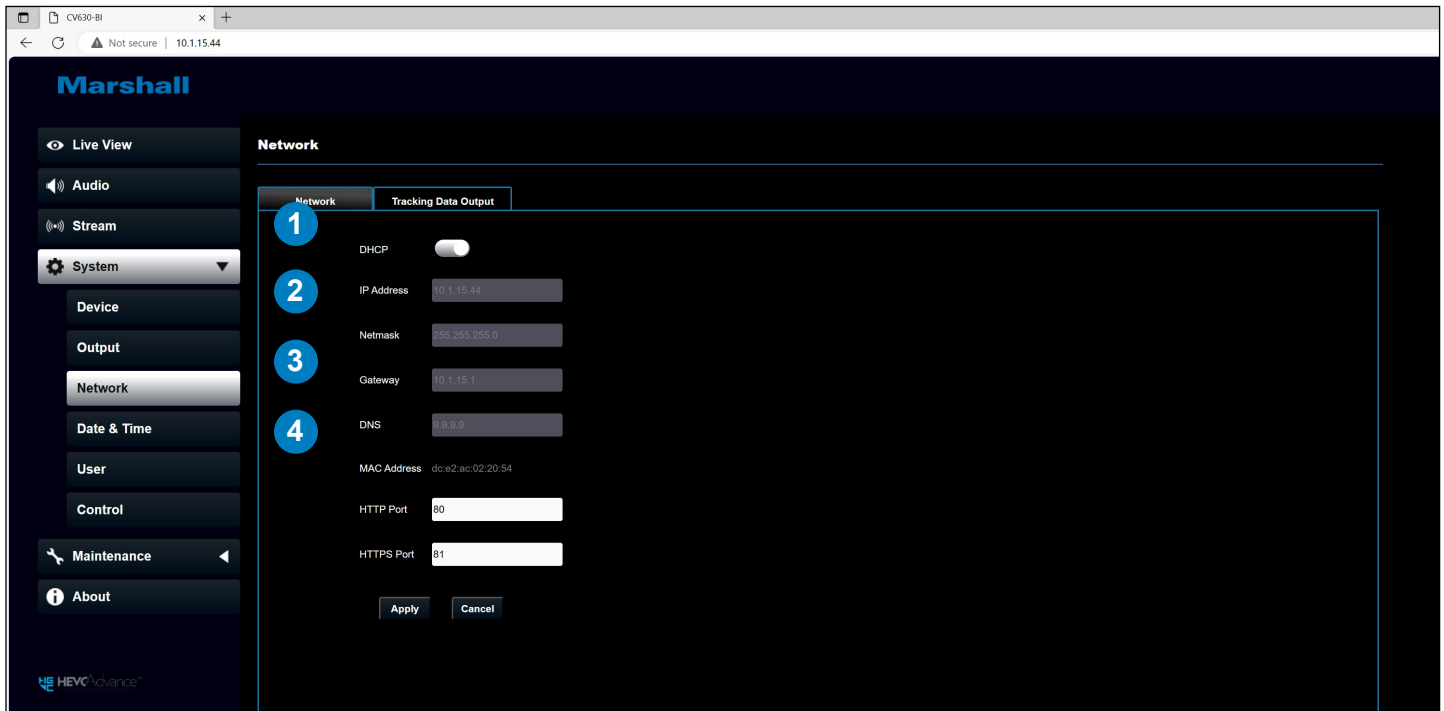 CV630-BI
Not secure | 10.1.15.44
Marshall
Live View
Audio
Stream
System
Device
Output
Network
Date & Time
User
Control
Maintenance
About
HEVC Advance™
Network
Network Tracking Data Output
1
DHCP
2
IP Address 10.1.15.44
Netmask 255.255.255.0
3
Gateway 10.1.15.1
4
DNS 9.9.9.9
MAC Address dc:e2:ac:02:20:54
HTTP Port 80
HTTPS Port 81
Apply Cancel